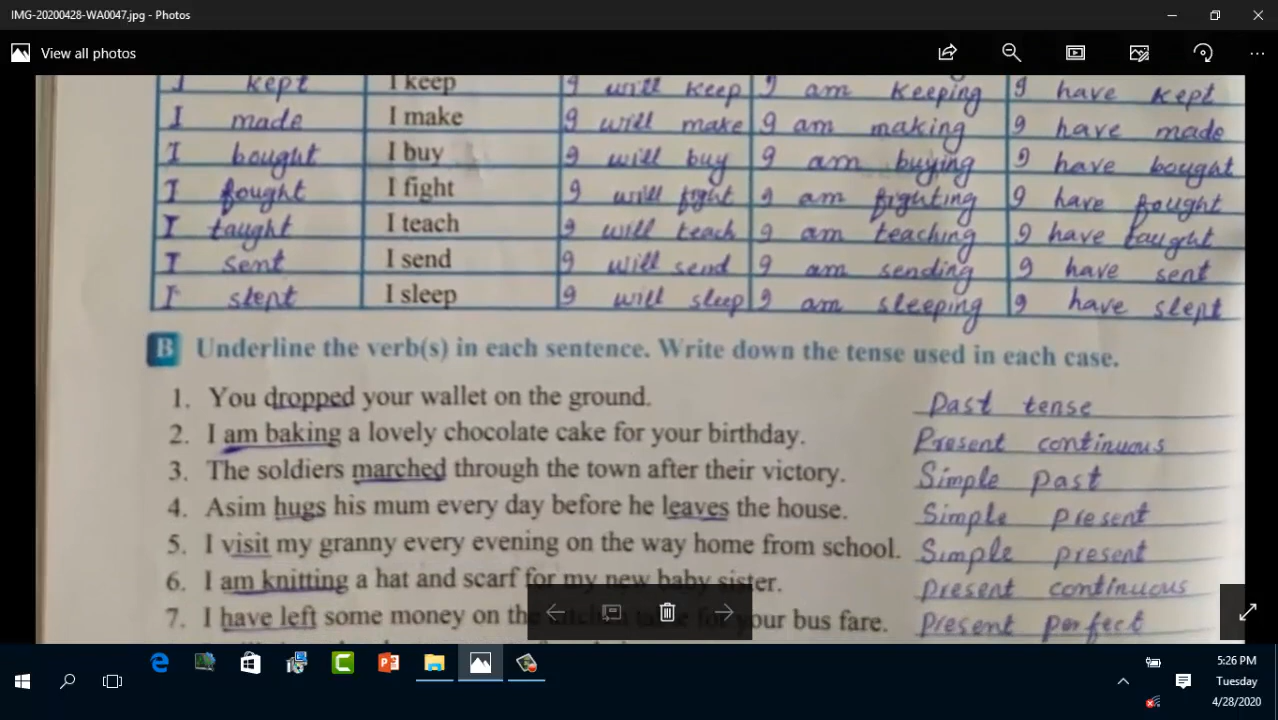 IMG-20200428-WA0047.jpg - Photos
View all photos
I kept I keep I will keep I am keeping I have kept
I made I make I will make I am making I have made
I bought I buy I will buy I am buying I have bought
I fought I fight I will fight I am fighting I have fought
I taught I teach I will teach I am teaching I have taught
I sent I send I will send I am sending I have sent
I slept I sleep I will sleep I am sleeping I have slept
B Underline the verb(s) in each sentence. Write down the tense used in each case.
1. You dropped your wallet on the ground. Past tense
2. I am baking a lovely chocolate cake for your birthday. Present continuous
3. The soldiers marched through the town after their victory. Simple past
4. Asim hugs his mum every day before he leaves the house. Simple present
5. I visit my granny every evening on the way home from school. Simple present
6. I am knitting a hat and scarf for my new baby sister. Present continuous
7. I have left some money on the kitchen table for your bus fare. Present perfect
5:26 PM
Tuesday
4/28/2020